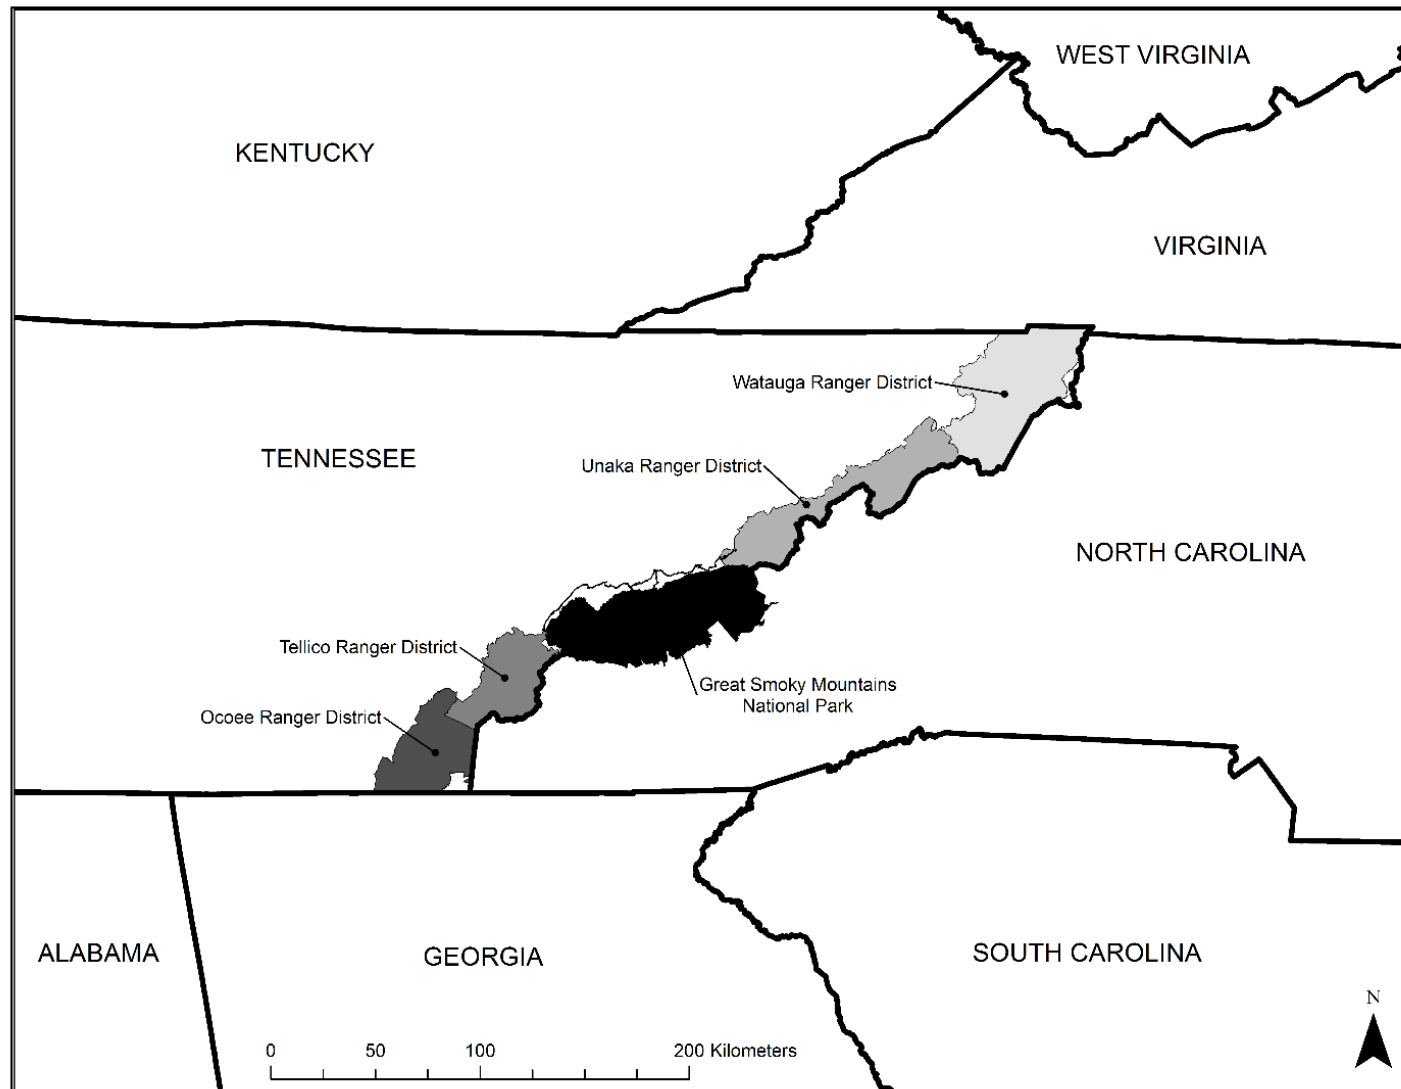 WEST VIRGINIA
KENTUCKY
VIRGINIA
Watauga Ranger District
TENNESSEE
Unaka Ranger District
NORTH CAROLINA
Tellico Ranger District
Great Smoky Mountains
National Park
Ocoee Ranger District
ALABAMA
GEORGIA
SOUTH CAROLINA
N
0 50 100 200 Kilometers